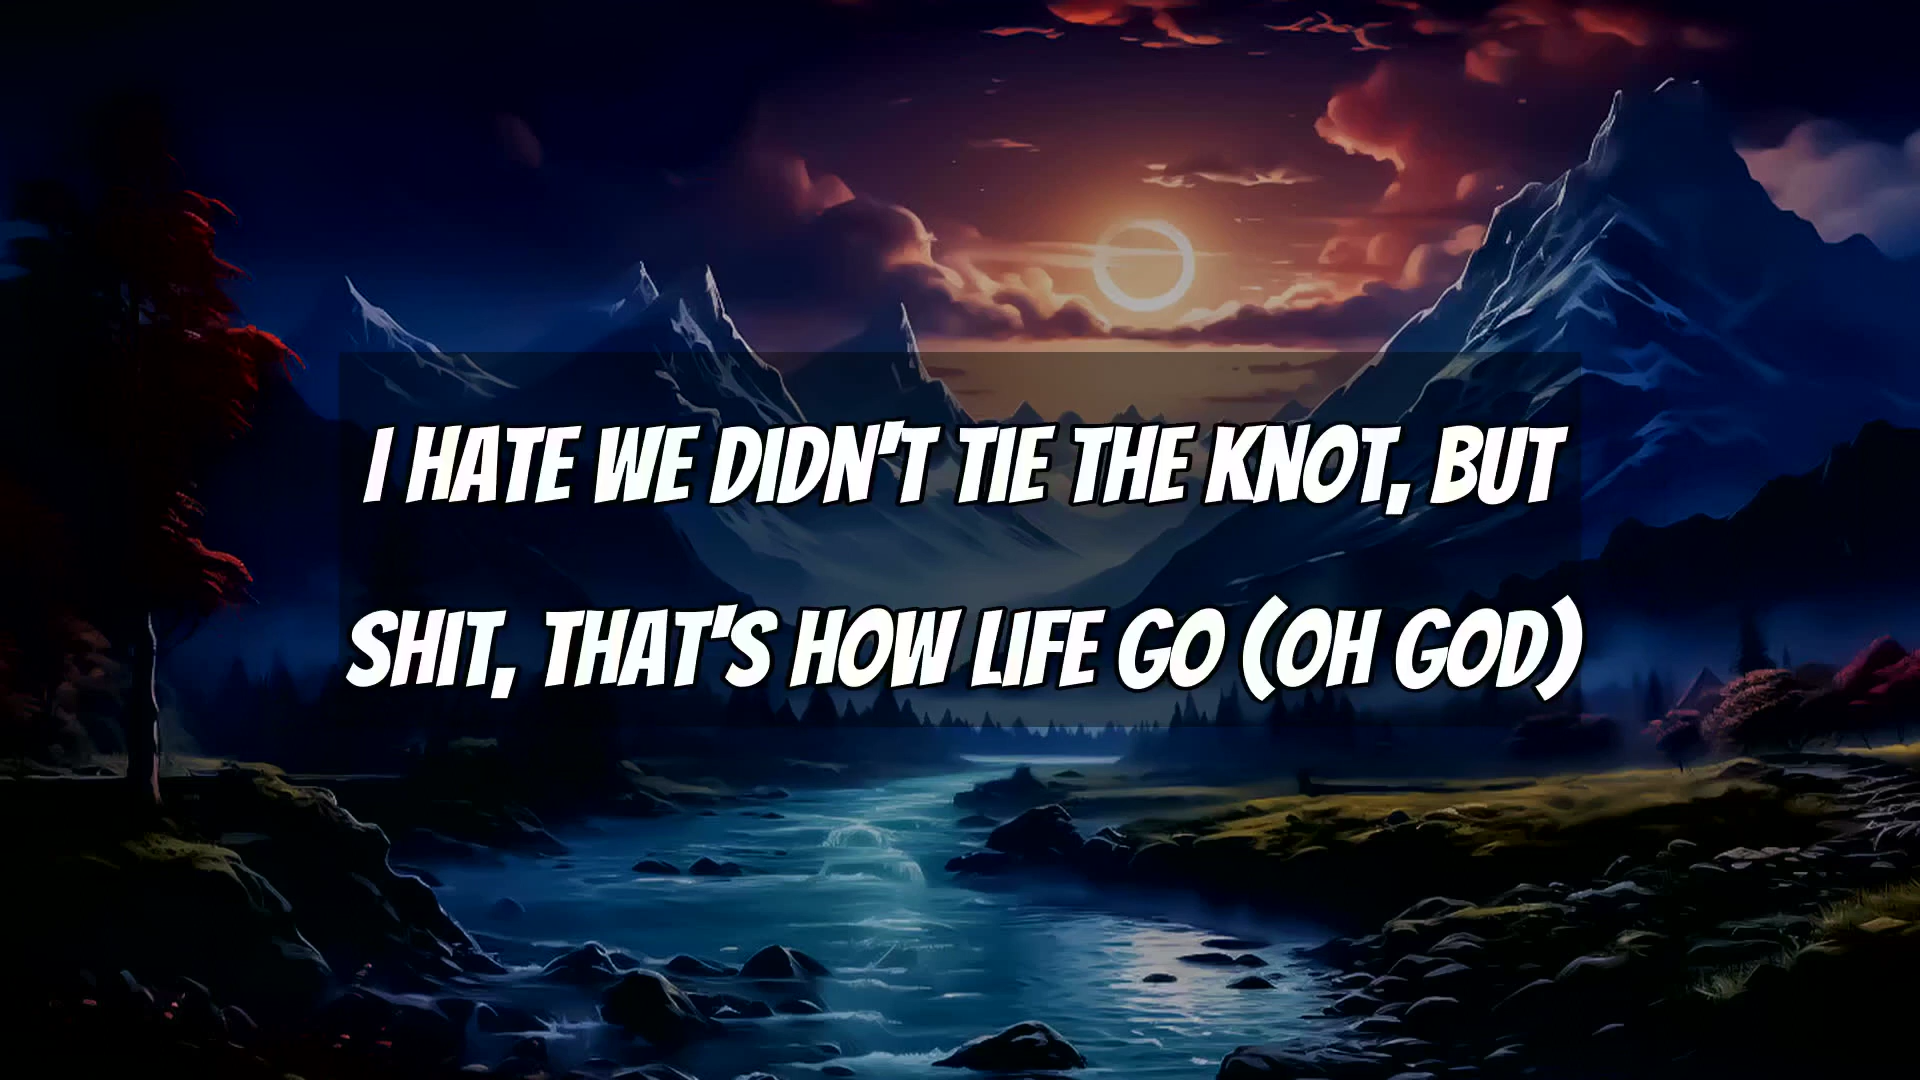 I HATE WE DIDN'T TIE THE KNOT, BUT
SHIT, THAT'S HOW LIFE GO (OH GOD)